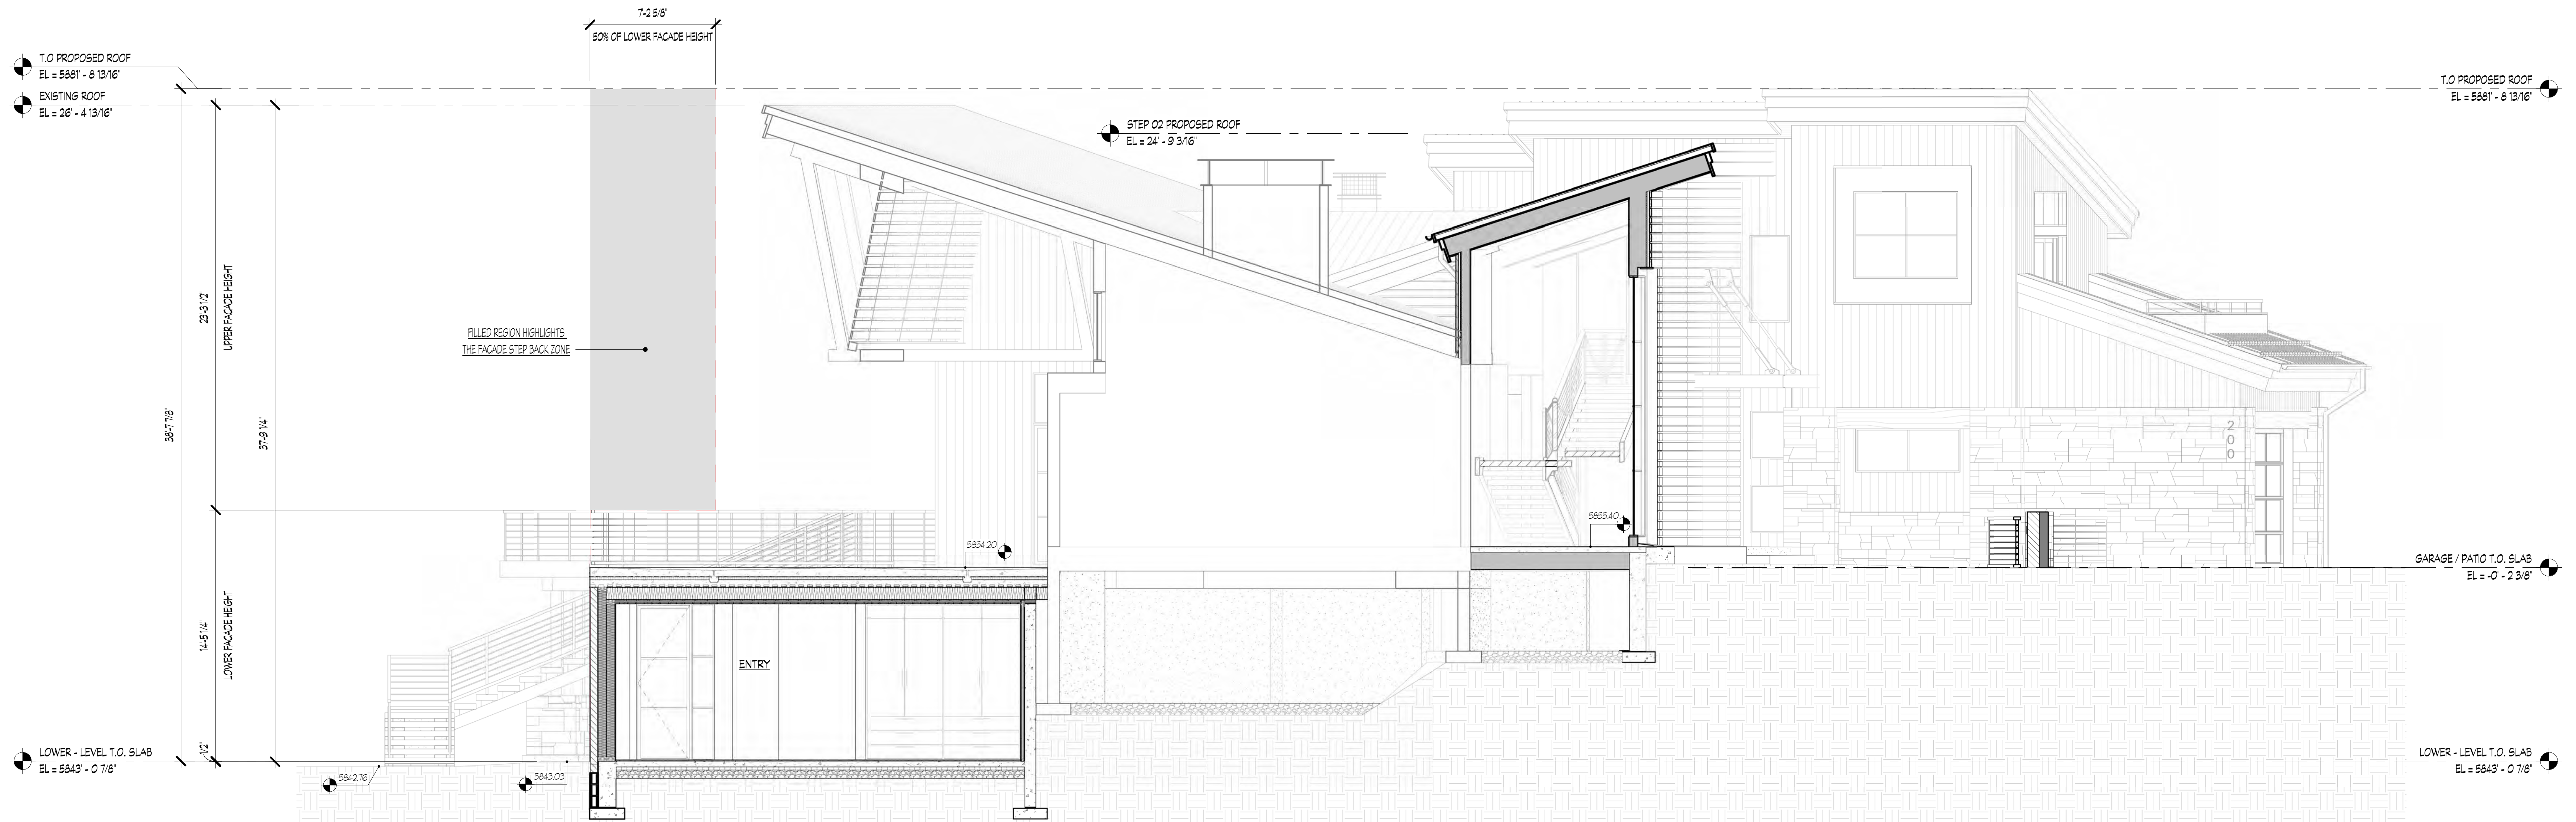 7-2 5/8"
50% OF LOWER FACADE HEIGHT
T.O PROPOSED ROOF
EL = 5881' - 8 13/16"
EXISTING ROOF
EL = 26' - 4 13/16"
STEP 02 PROPOSED ROOF
EL = 24' - 9 3/16"
T.O PROPOSED ROOF
EL = 5881' - 8 13/16"
23'-3 1/2"
UPPER FACADE HEIGHT
38'-7 7/8"
37'-9 1/4"
FILLED REGION HIGHLIGHTS
THE FACADE STEP BACK ZONE
200
5855.40
5854.20
GARAGE / PATIO T.O. SLAB
EL = -0' - 2 3/8"
14'-5 1/4"
LOWER FACADE HEIGHT
ENTRY
1/2"
LOWER - LEVEL T.O. SLAB
EL = 5843' - 0 7/8"
5842.76
5843.03
LOWER - LEVEL T.O. SLAB
EL = 5843' - 0 7/8"